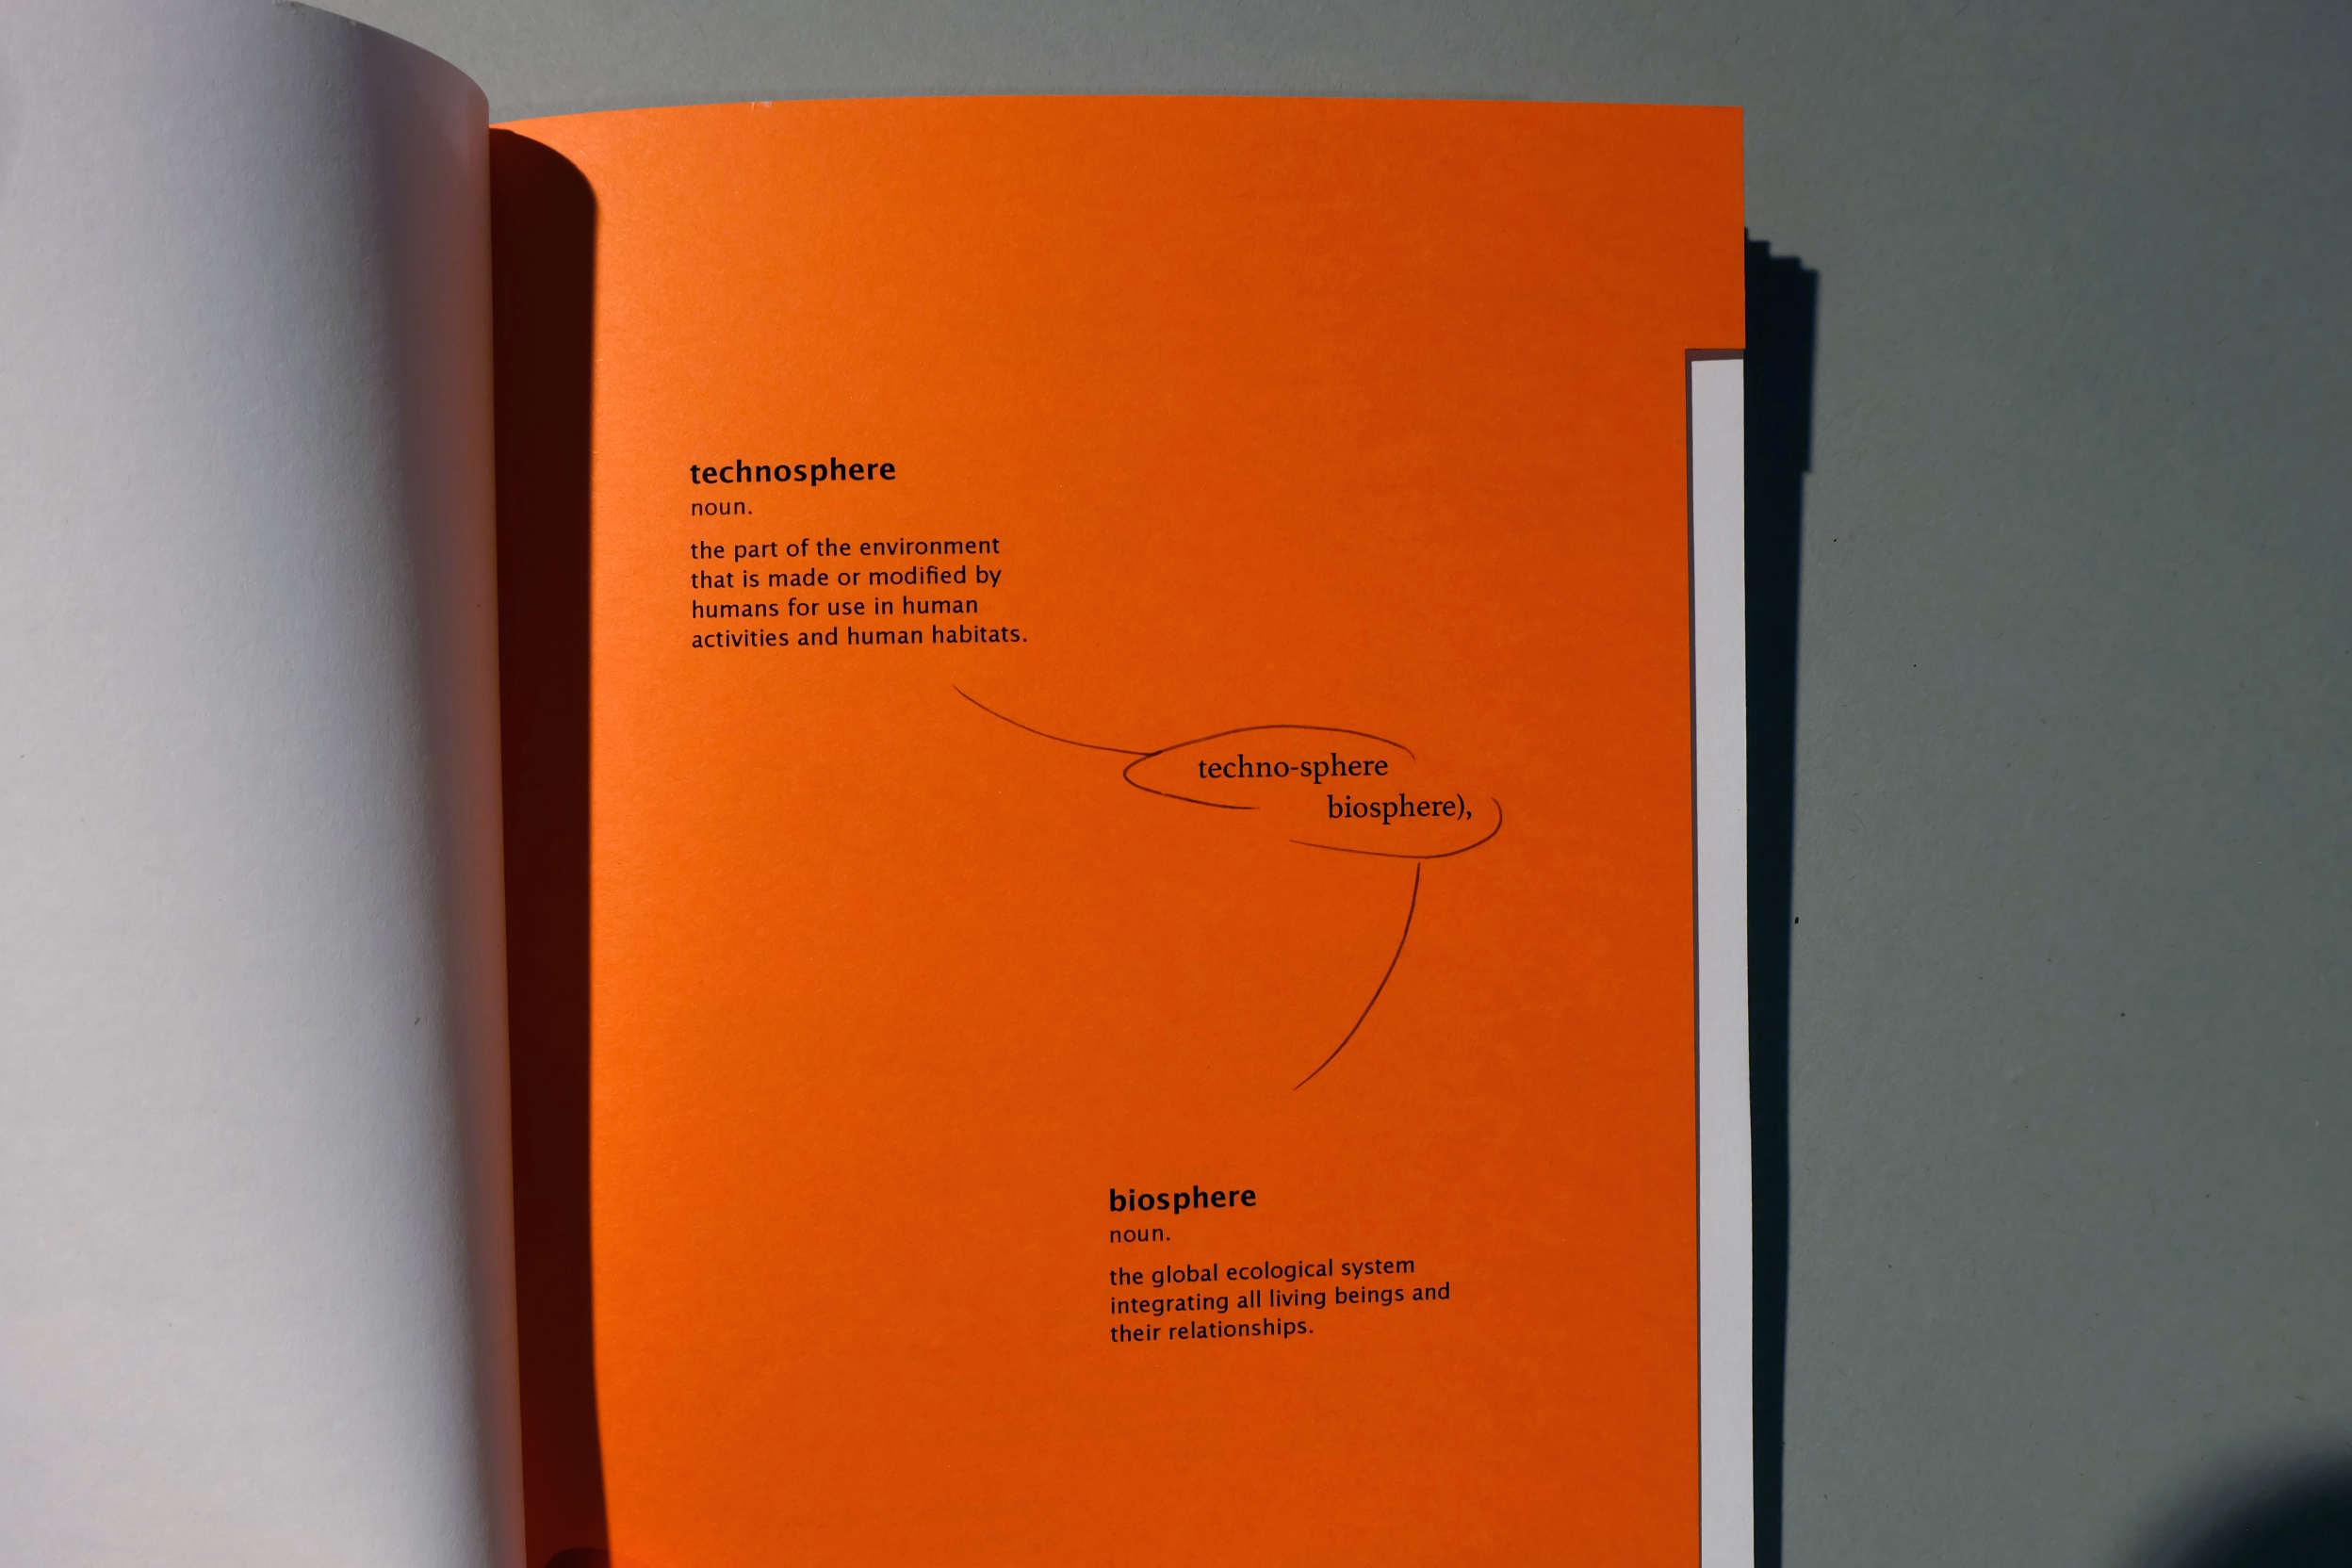 technosphere
noun.
the part of the environment
that is made or modified by
humans for use in human
activities and human habitats.
techno-sphere
biosphere),
biosphere
noun.
the global ecological system
integrating all living beings and
their relationships.